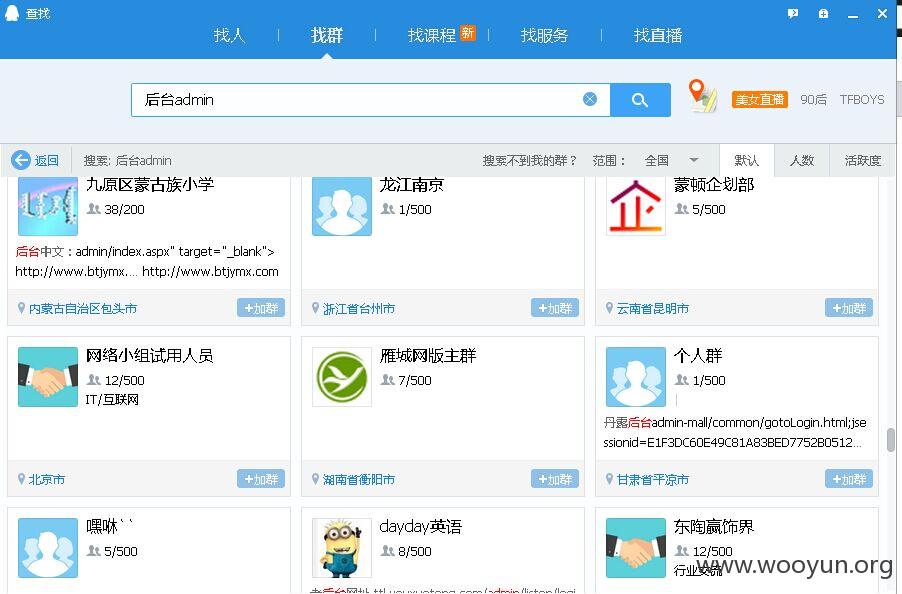 查找
找人
找群
找课程 新
找服务
找直播
后台admin
美女直播 90后 TFBOYS
返回 搜索: 后台admin 搜索不到我的群？ 范围： 全国 默认 人数 活跃度
九原区蒙古族小学
38/200
后台中文：admin/index.aspx" target="_blank">
http://www.btjymx.... http://www.btjymx.com
内蒙古自治区包头市 +加群
龙江南京
1/500
浙江省台州市 +加群
蒙顿企划部
5/500
云南省昆明市 +加群
网络小组试用人员
12/500
IT/互联网
北京市 +加群
雁城网版主群
7/500
湖南省衡阳市 +加群
个人群
1/500
丹露后台admin-mall/common/gotoLogin.html;jse
ssionid=E1F3DC60E49C81A83BED7752B0512...
甘肃省平凉市 +加群
嘿咻``
5/500
dayday英语
8/500
东陶赢饰界
12/500
行业交流
www.wooyun.org